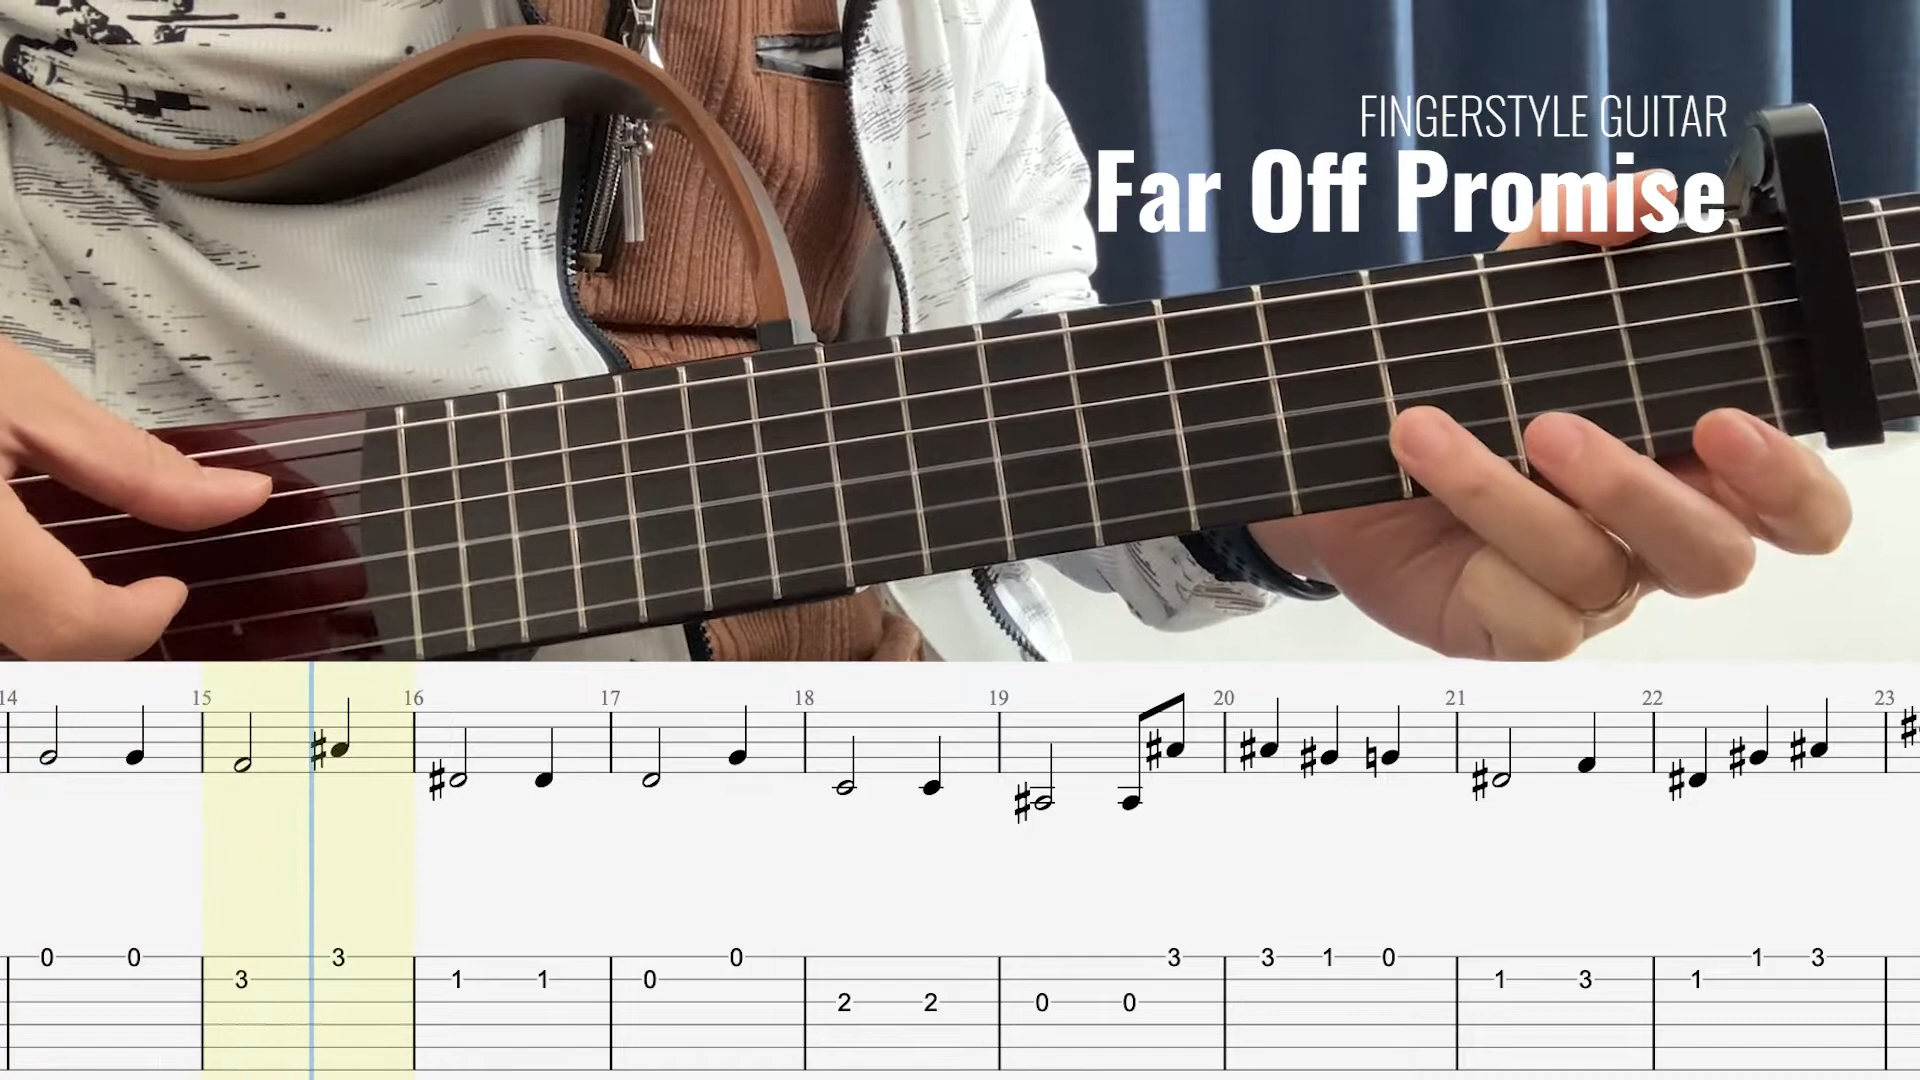 FINGERSTYLE GUITAR
Far Off Promise
14 15 16 17 18 19 20 21 22 23
0 0 3 3 1 1 0 0 2 2 0 0 3 3 1 0 1 3 1 1 3